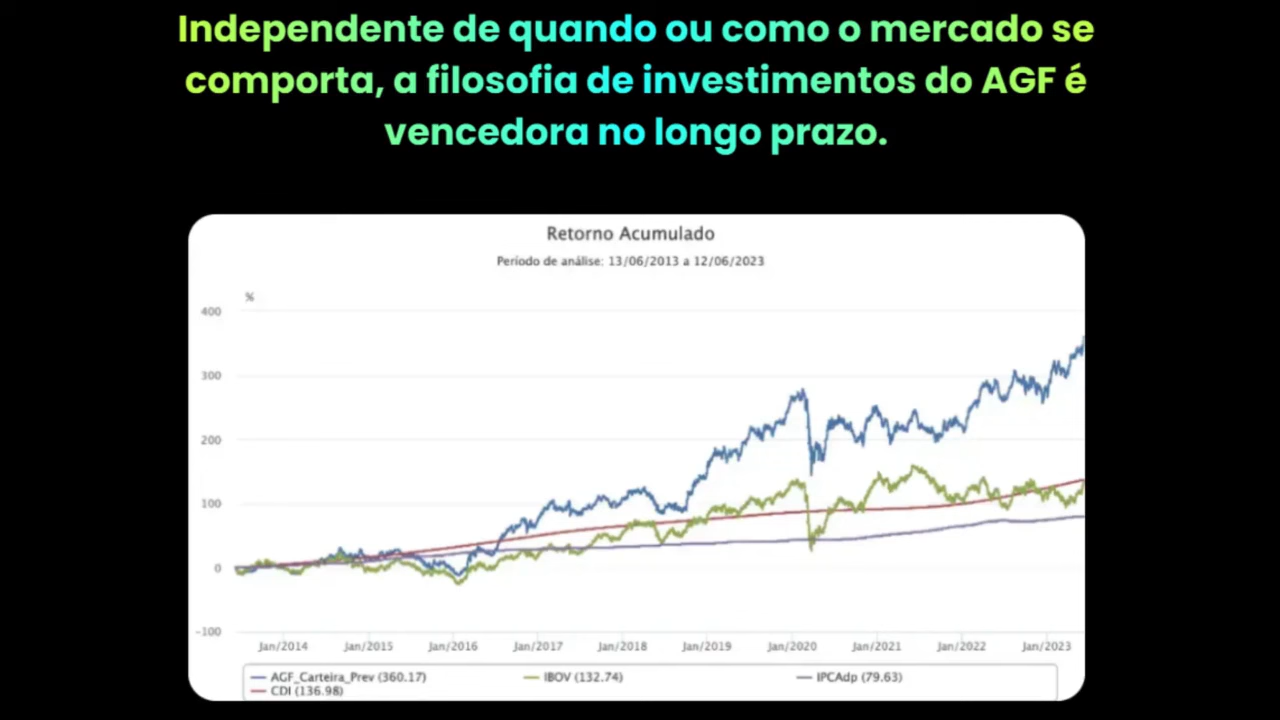 Independente de quando ou como o mercado se
comporta, a filosofia de investimentos do AGF é
vencedora no longo prazo.
Retorno Acumulado
Período de análise: 13/06/2013 a 12/06/2023
%
400
300
200
100
0
-100
Jan/2014 Jan/2015 Jan/2016 Jan/2017 Jan/2018 Jan/2019 Jan/2020 Jan/2021 Jan/2022 Jan/2023
AGF_Carteira_Prev (360.17) IBOV (132.74) IPCAdp (79.63)
CDI (136.98)